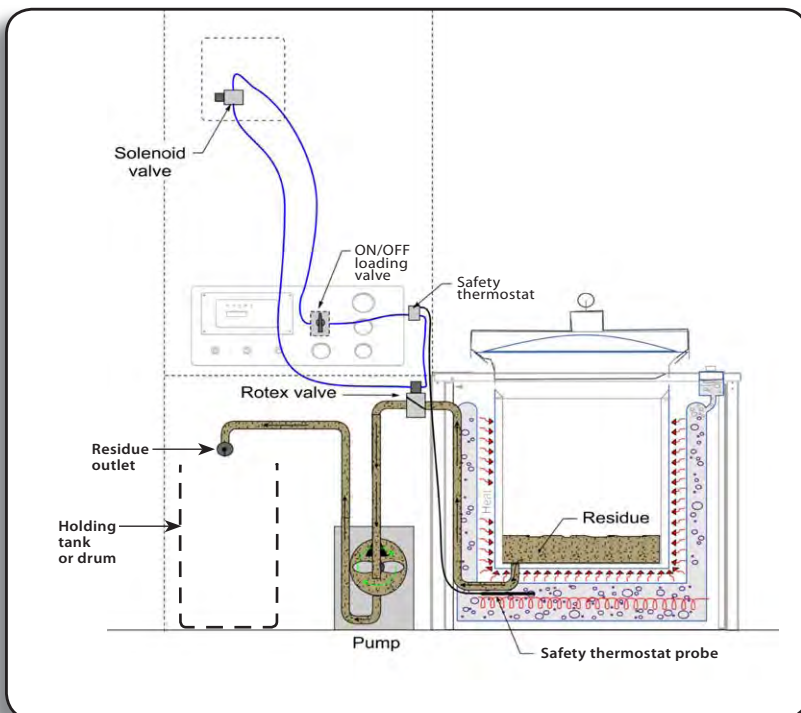 Solenoid
valve
ON/OFF
loading
valve
Safety
thermostat
Rotex valve
Residue
outlet
Heat
Holding
tank
or drum
Residue
Pump
Safety thermostat probe